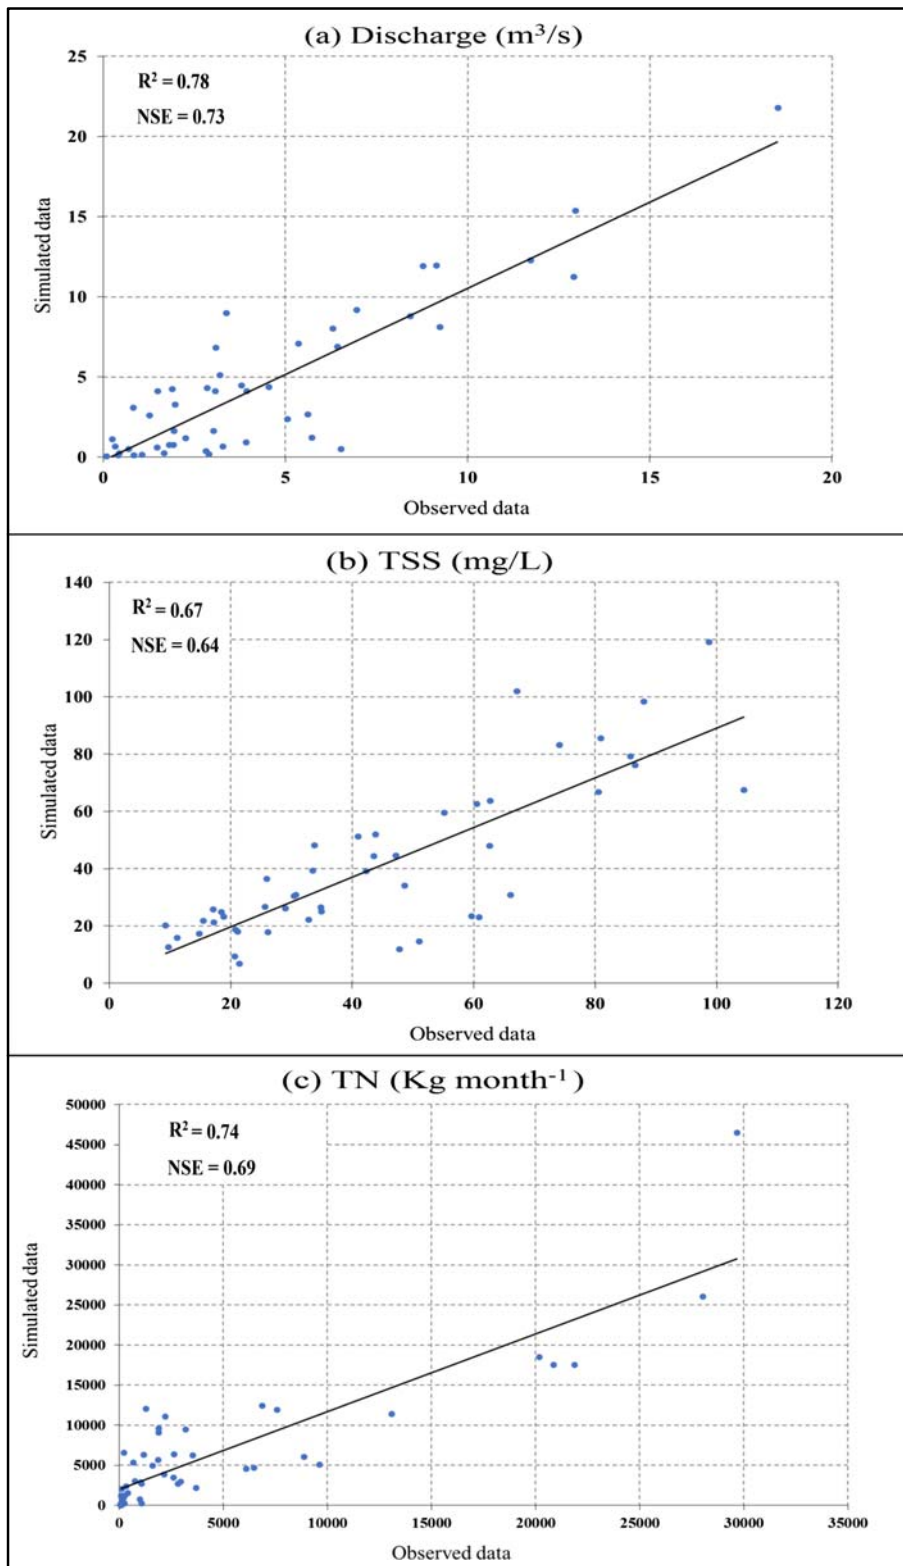 (a) Discharge (m³/s)
25
R² = 0.78
NSE = 0.73
20
15
Simulated data
10
5
0
0 5 10 15 20
Observed data
(b) TSS (mg/L)
140
R² = 0.67
120
NSE = 0.64
100
80
Simulated data
60
40
20
0
0 20 40 60 80 100 120
Observed data
(c) TN (Kg month⁻¹)
50000
R² = 0.74
45000
NSE = 0.69
40000
35000
30000
Simulated data
25000
20000
15000
10000
5000
0
0 5000 10000 15000 20000 25000 30000 35000
Observed data